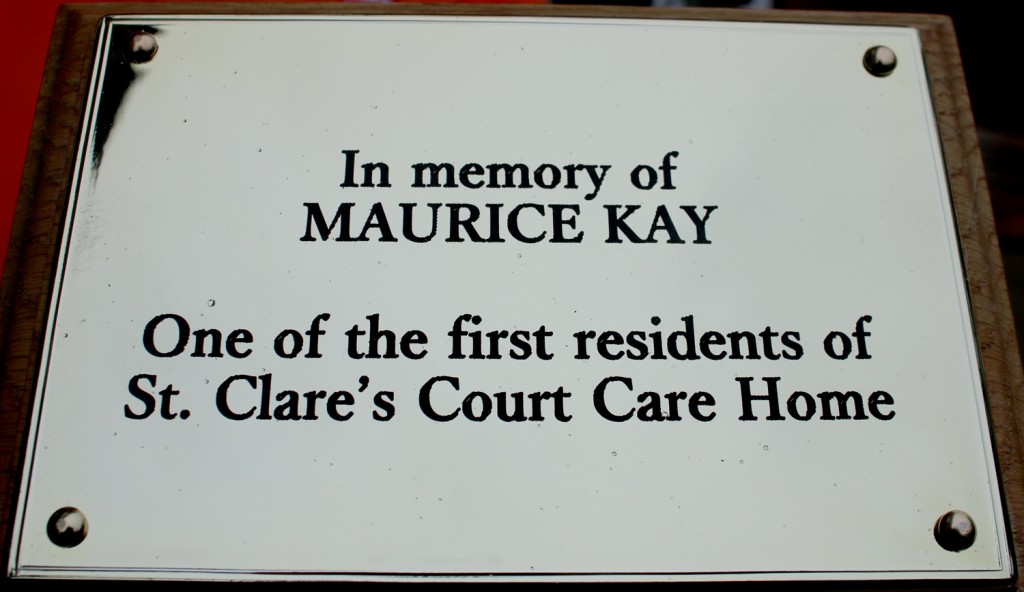 In memory of
MAURICE KAY
One of the first residents of
St. Clare's Court Care Home